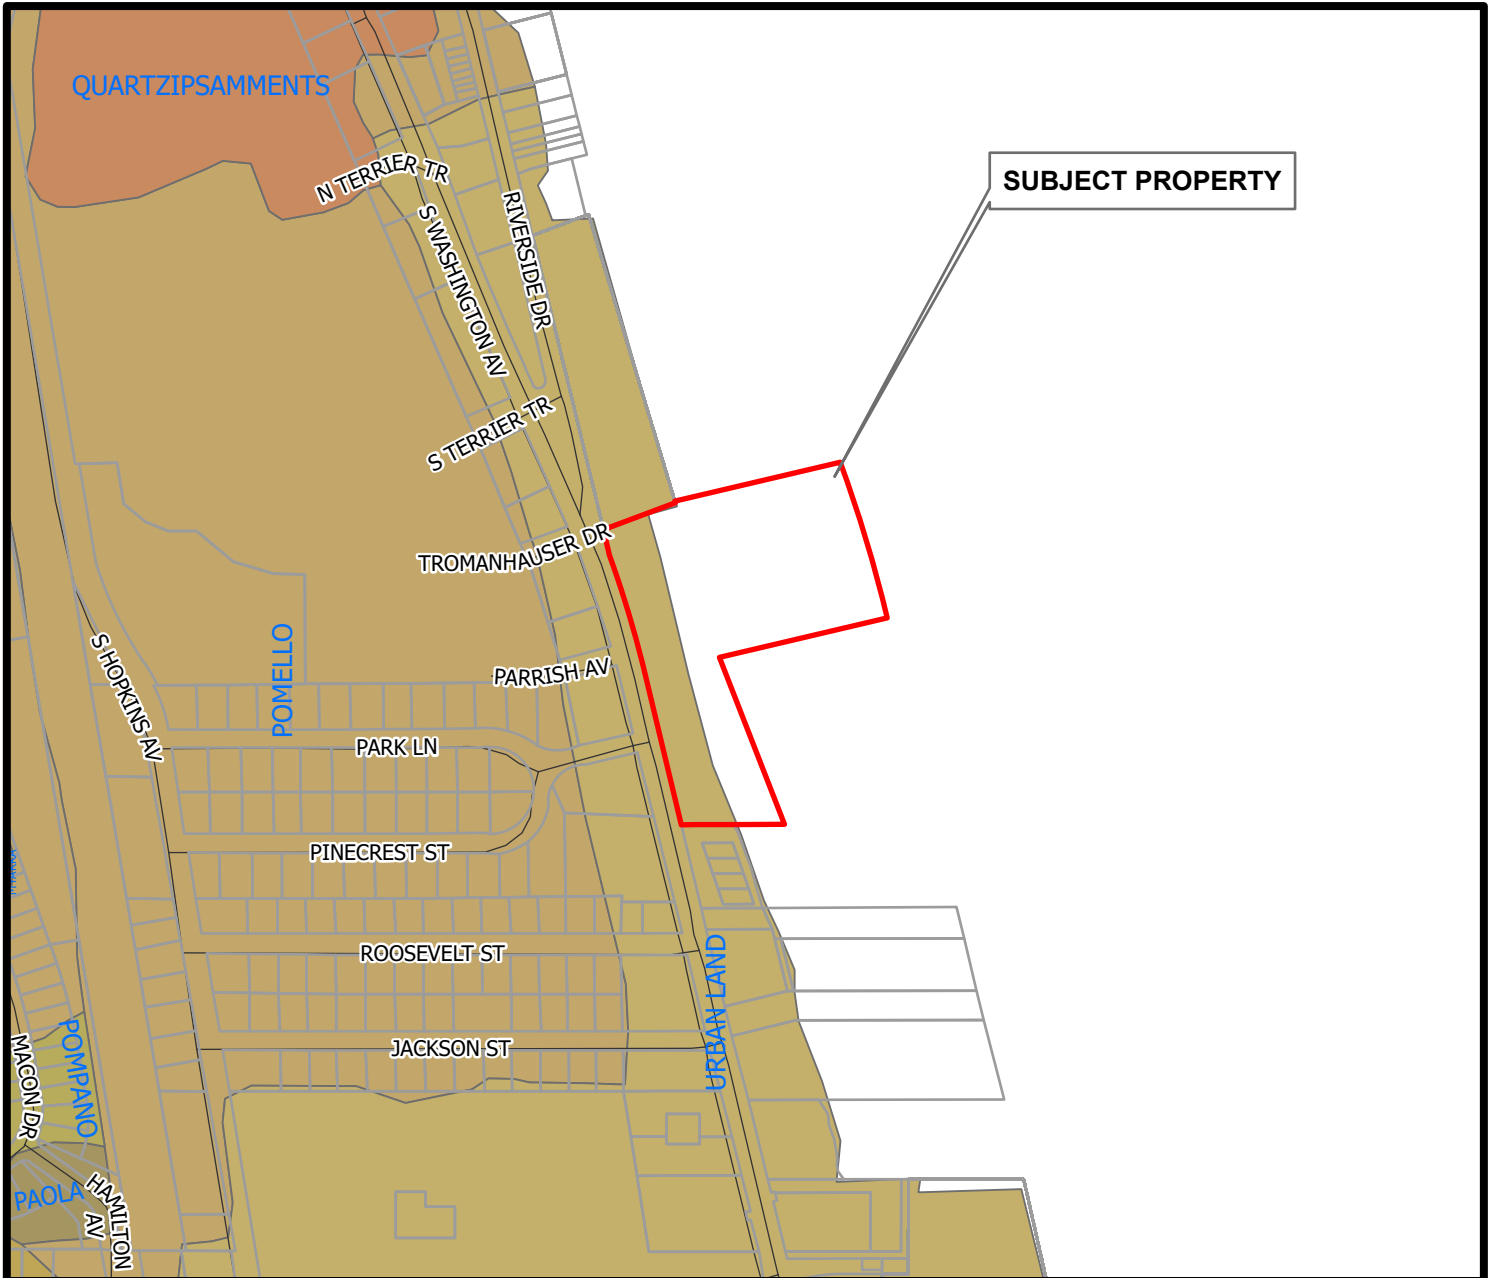 QUARTZIPSAMMENTS
SUBJECT PROPERTY
N TERRIER TR
S WASHINGTON AV
RIVERSIDE DR
S TERRIER TR
TROMANHAUSER DR
S HOPKINS AV
POMELLO
PARRISH AV
PARK LN
PINECREST ST
ROOSEVELT ST
URBAN LAND
JACKSON ST
MACON DR
POMPANO
PAOLA
HAMILTON
AV